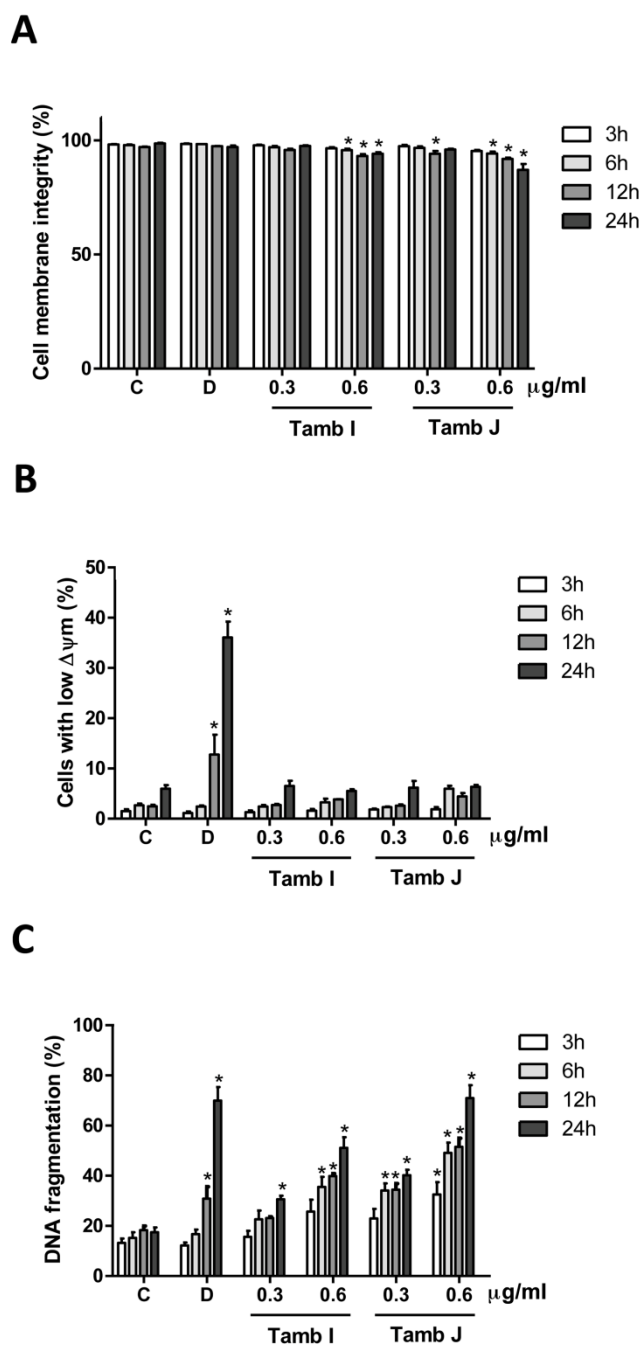 A
Cell membrane integrity (%)
100
50
0
* * * * * * *
3h
6h
12h
24h
C D 0.3 0.6 0.3 0.6 μg/ml
Tamb I Tamb J
B
Cells with low Δψm (%)
50
40
30
20
10
0
* *
3h
6h
12h
24h
C D 0.3 0.6 0.3 0.6 μg/ml
Tamb I Tamb J
C
DNA fragmentation (%)
100
80
60
40
20
0
* * * * * * * * * * * * *
3h
6h
12h
24h
C D 0.3 0.6 0.3 0.6 μg/ml
Tamb I Tamb J